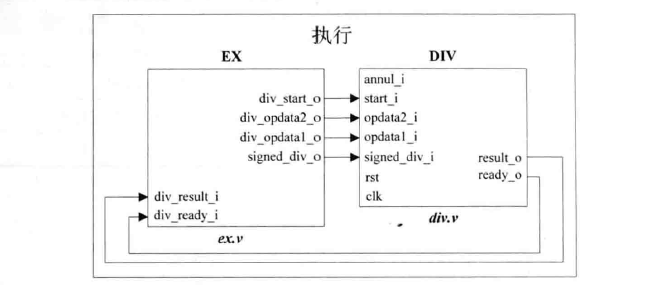 执行
EX
DIV
div_start_o
div_opdata2_o
div_opdata1_o
signed_div_o
div_result_i
div_ready_i
ex.v
annul_i
start_i
opdata2_i
opdata1_i
signed_div_i
rst
clk
result_o
ready_o
div.v